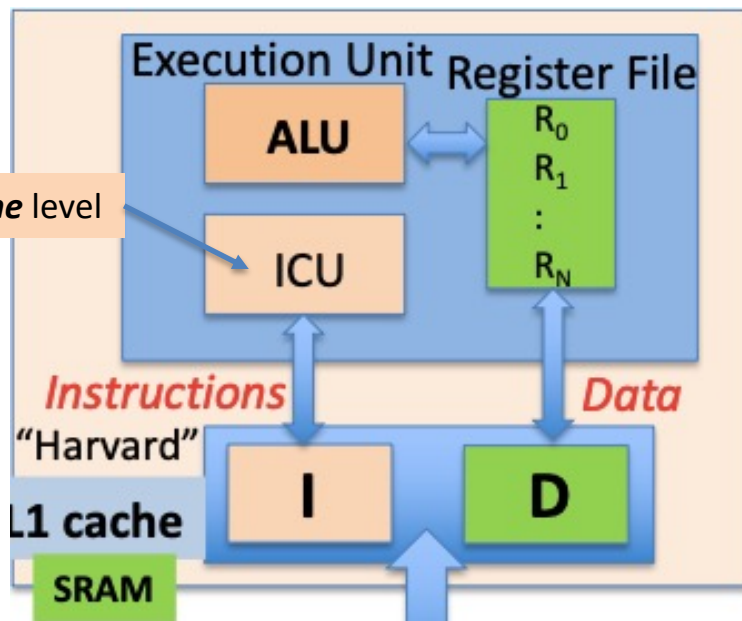 Execution Unit
Register File
ALU
R0
R1
:
RN
level
ICU
Instructions
Data
“Harvard”
I
D
L1 cache
SRAM